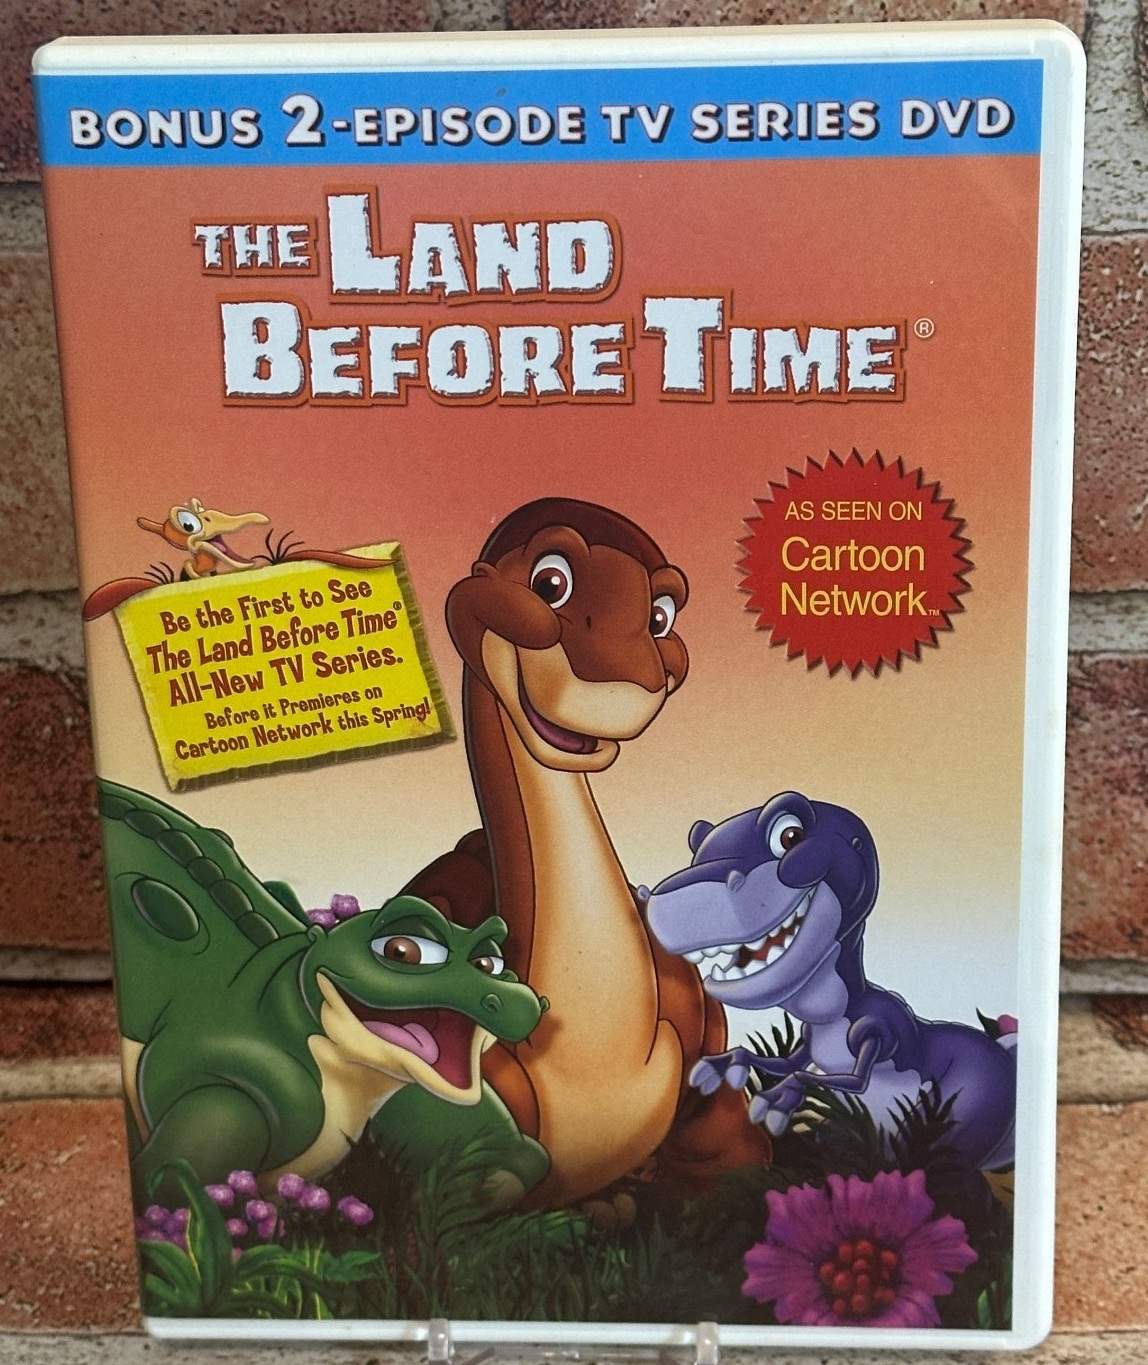 BONUS 2-EPISODE TV SERIES DVD
THE LAND
BEFORE TIME®
AS SEEN ON
Cartoon
Network™
Be the First to See
The Land Before Time®
All-New TV Series.
Before it Premieres on
Cartoon Network this Spring!